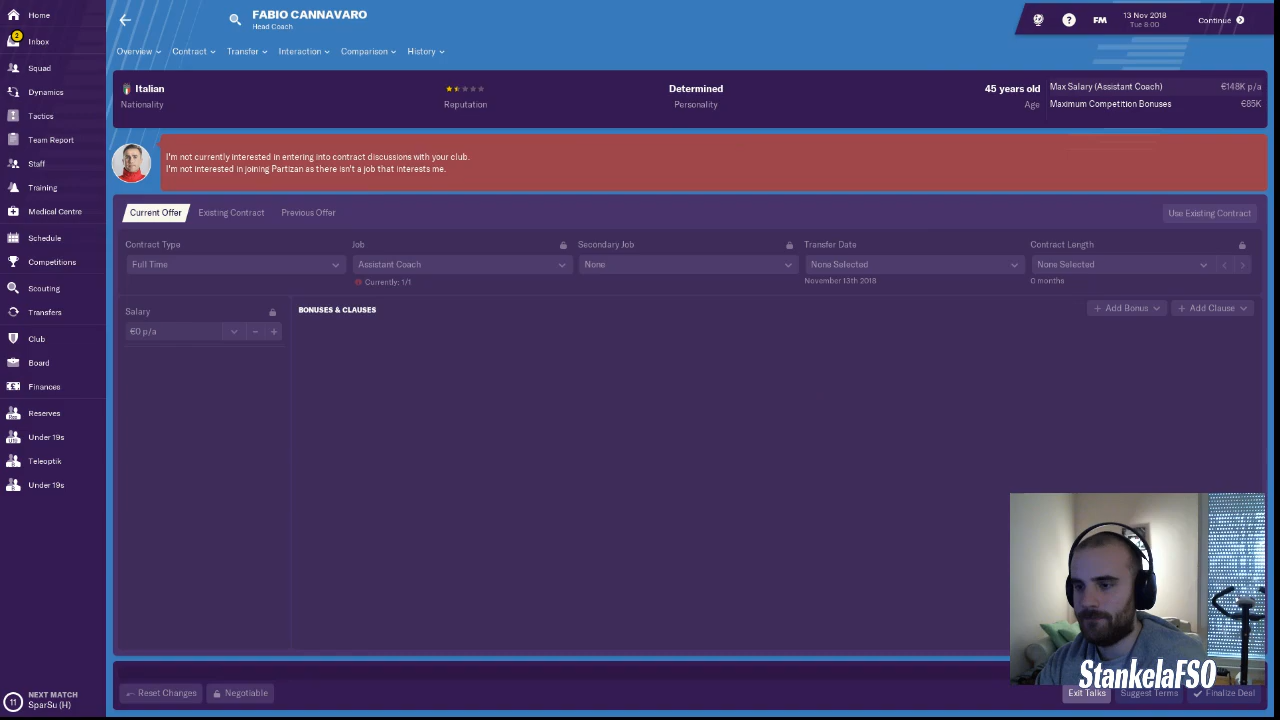 Home
Inbox
2
Squad
Dynamics
Tactics
Team Report
Staff
Training
Medical Centre
Schedule
Competitions
Scouting
Transfers
Club
Board
Finances
Reserves
Under 19s
Teleoptik
Under 19s
11
NEXT MATCH
SparSu (H)
FABIO CANNAVARO
Head Coach
FM
13 Nov 2018
Tue 8:00
Continue
Overview Contract Transfer Interaction Comparison History
Italian
Nationality
Reputation
Determined
Personality
45 years old
Age
Max Salary (Assistant Coach) €148K p/a
Maximum Competition Bonuses €85K
I'm not currently interested in entering into contract discussions with your club.
I'm not interested in joining Partizan as there isn't a job that interests me.
Current Offer Existing Contract Previous Offer Use Existing Contract
Contract Type Job Secondary Job Transfer Date Contract Length
Full Time Assistant Coach None None Selected None Selected
Currently: 1/1 November 13th 2018 0 months
Salary
€0 p/a
BONUSES & CLAUSES
Add Bonus Add Clause
StankelaFSO
Reset Changes Negotiable Exit Talks Suggest Terms Finalize Deal